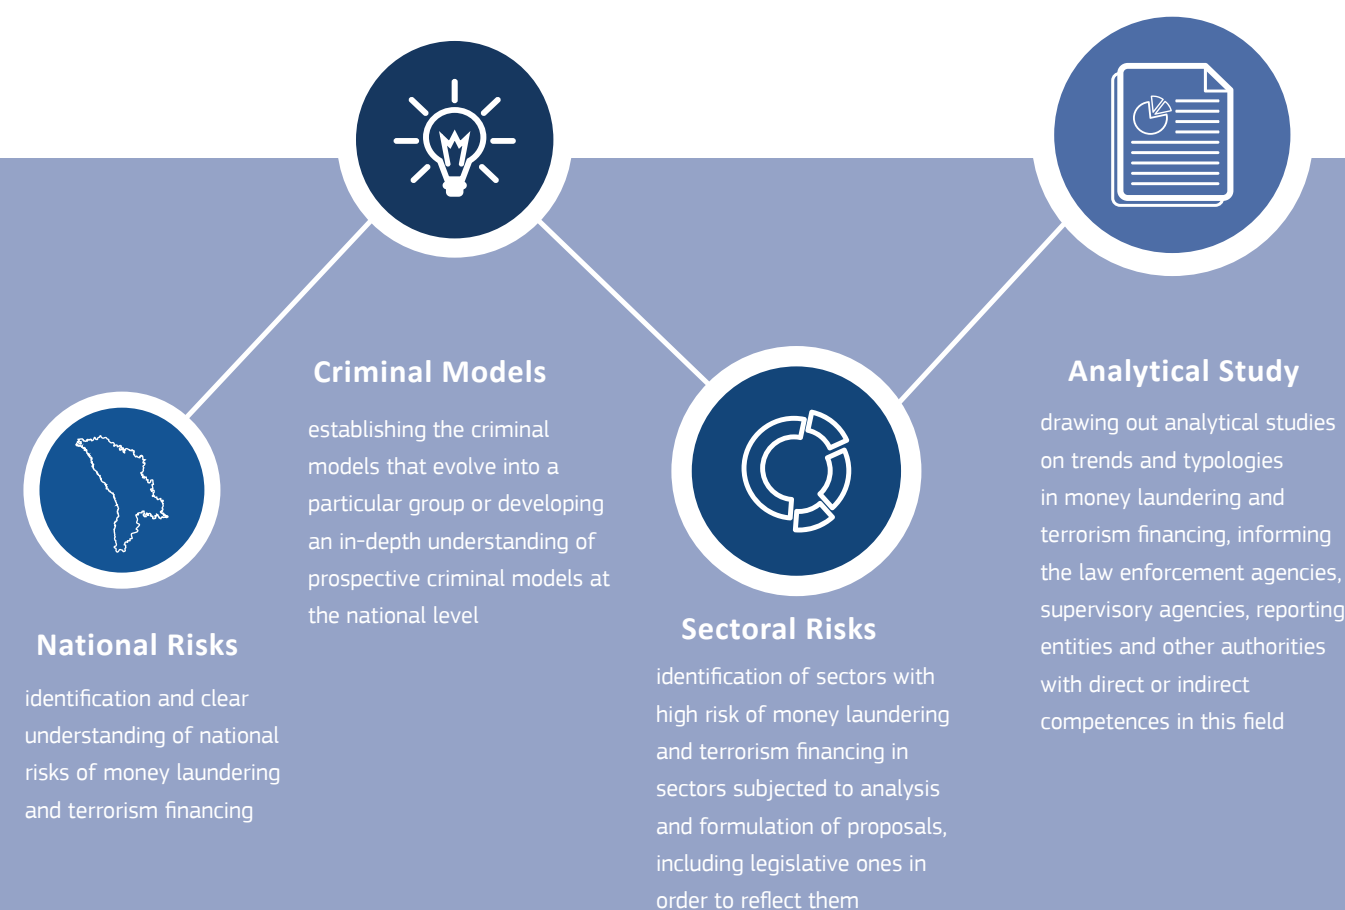 National Risks
identification and clear
understanding of national
risks of money laundering
and terrorism financing
Criminal Models
establishing the criminal
models that evolve into a
particular group or developing
an in-depth understanding of
prospective criminal models at
the national level
Sectoral Risks
identification of sectors with
high risk of money laundering
and terrorism financing in
sectors subjected to analysis
and formulation of proposals,
including legislative ones in
order to reflect them
Analytical Study
drawing out analytical studies
on trends and typologies
in money laundering and
terrorism financing, informing
the law enforcement agencies,
supervisory agencies, reporting
entities and other authorities
with direct or indirect
competences in this field